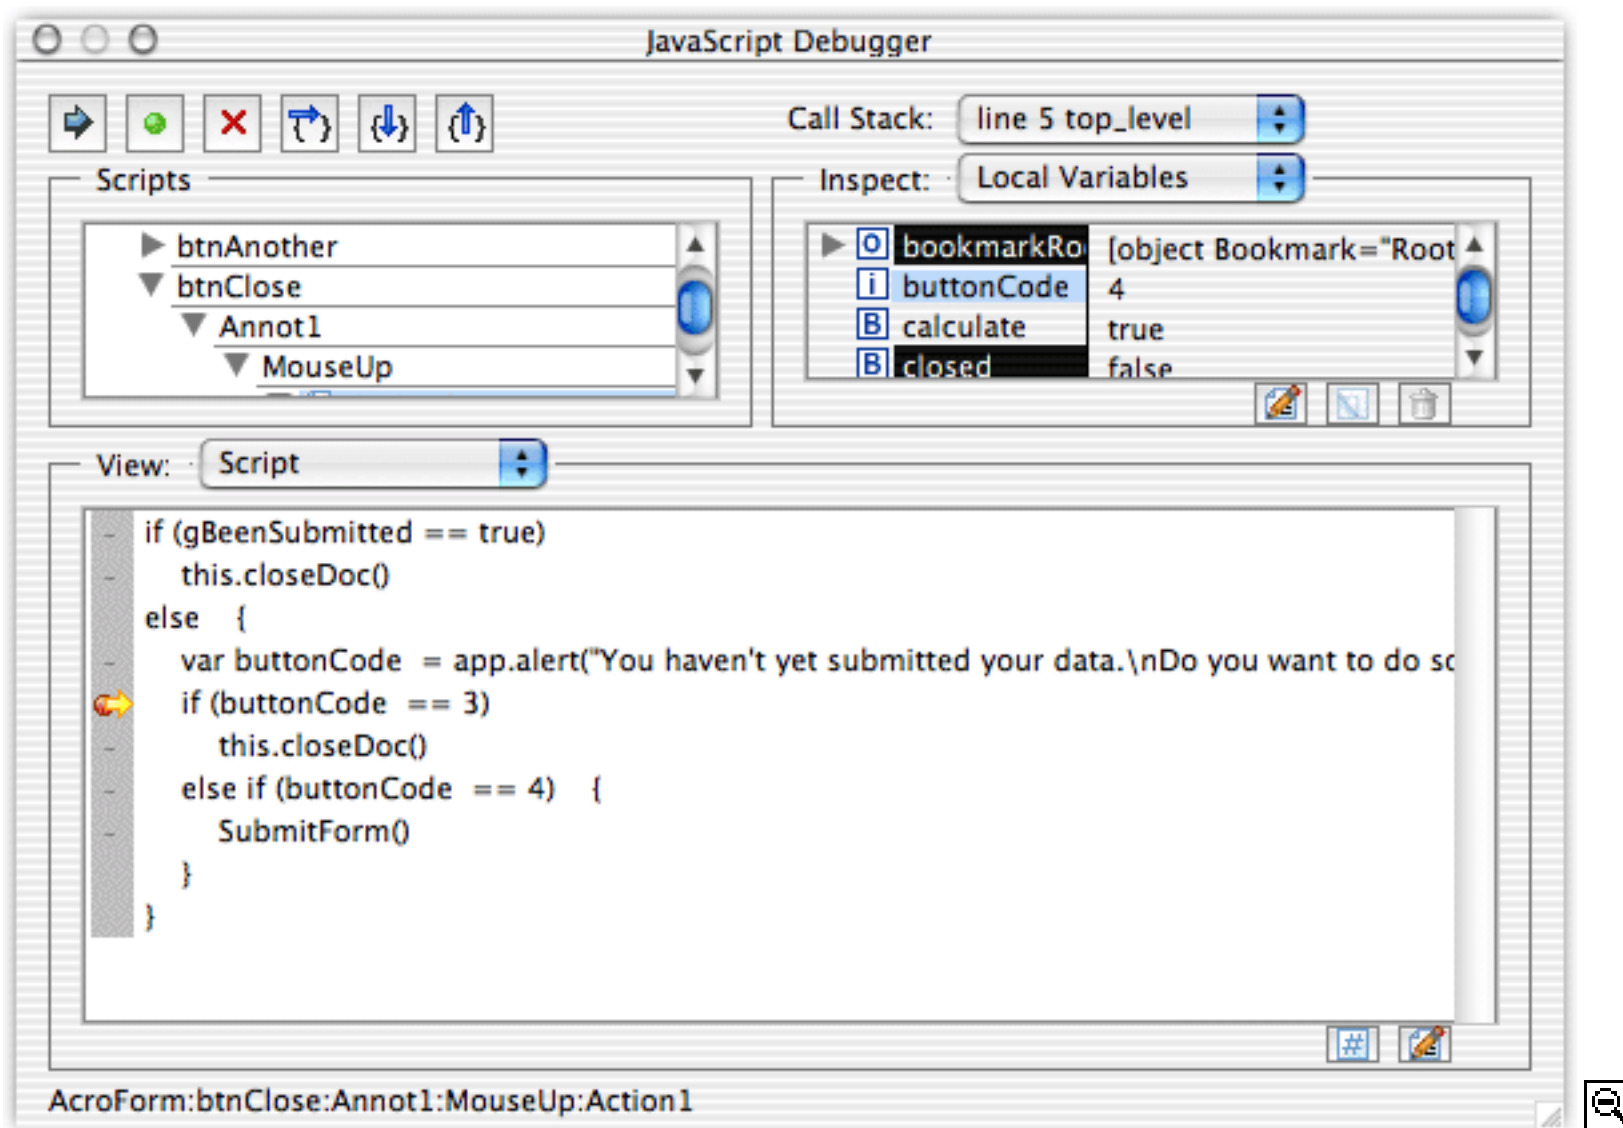 JavaScript Debugger
Call Stack: line 5 top_level
Scripts
Inspect: Local Variables
btnAnother
btnClose
Annot1
MouseUp
O bookmarkRo [object Bookmark="Root
i buttonCode 4
B calculate true
B closed false
View: Script
if (gBeenSubmitted == true)
this.closeDoc()
else {
var buttonCode = app.alert("You haven't yet submitted your data.\nDo you want to do so
if (buttonCode == 3)
this.closeDoc()
else if (buttonCode == 4) {
SubmitForm()
}
}
#
AcroForm:btnClose:Annot1:MouseUp:Action1